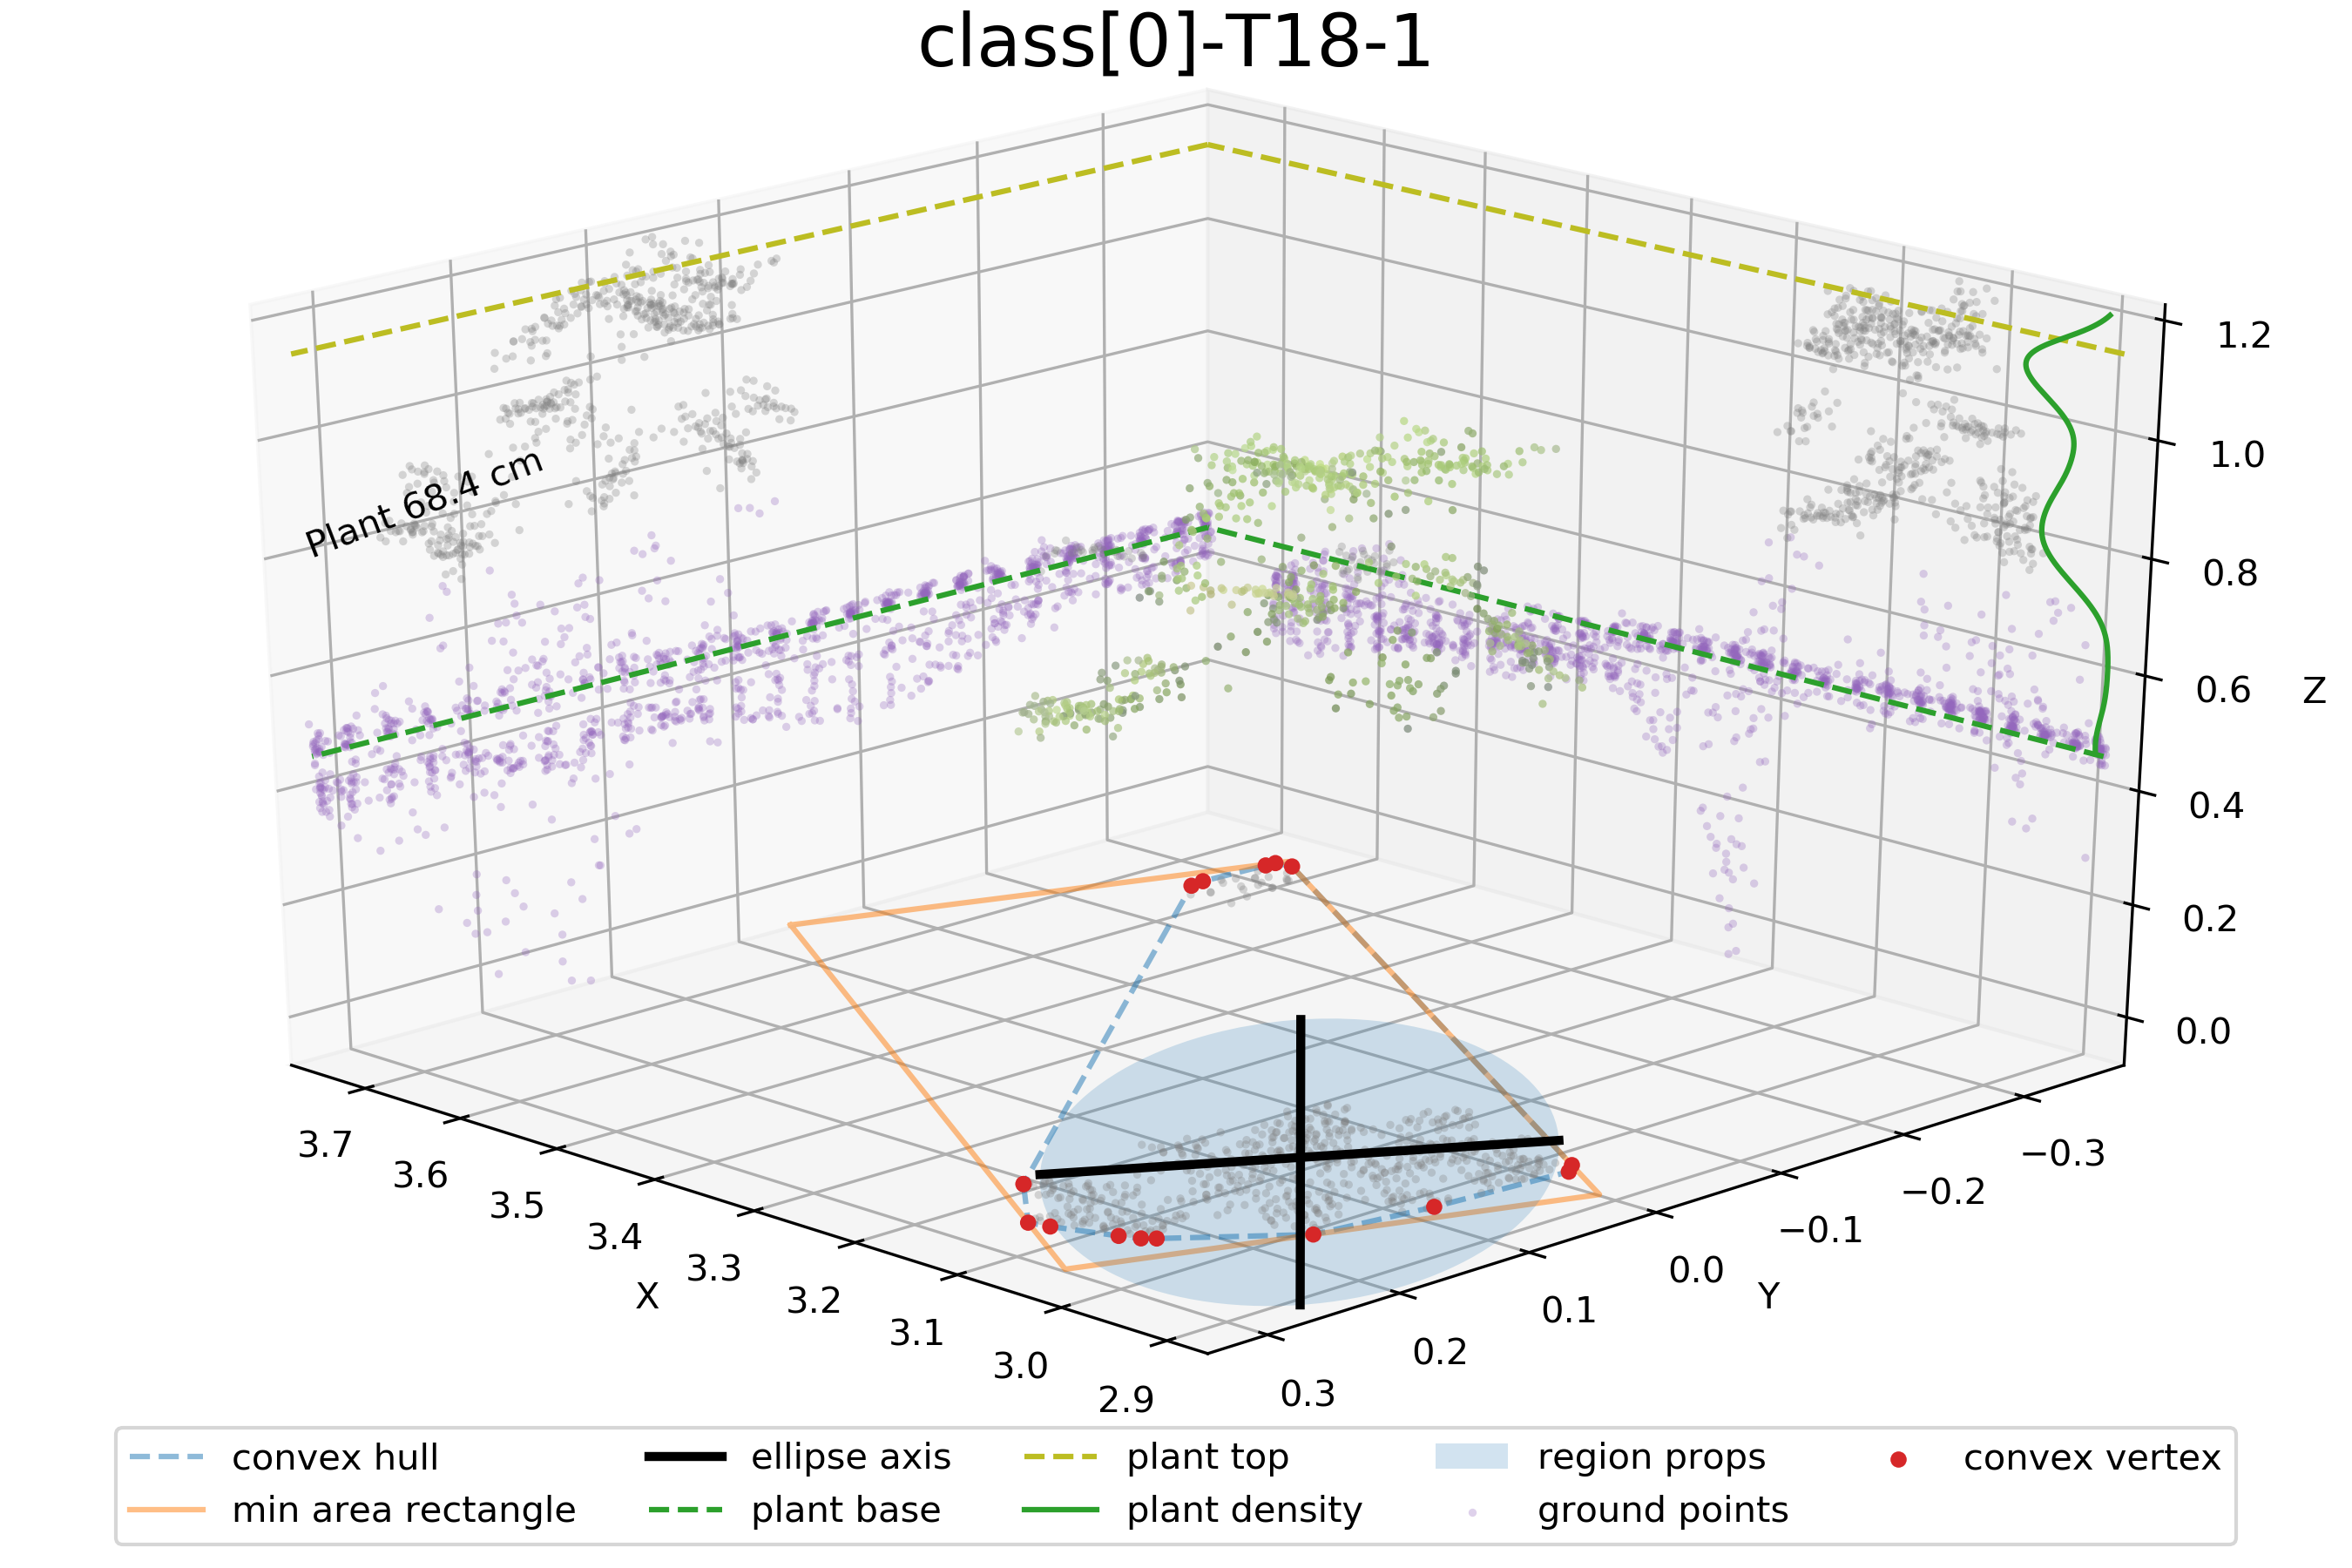 class[0]-T18-1
Plant 68.4 cm
1.2
1.0
0.8
0.6
0.4
0.2
0.0
Z
3.7
3.6
3.5
3.4
3.3
3.2
3.1
3.0
2.9
X
−0.3
−0.2
−0.1
0.0
0.1
0.2
0.3
Y
convex hull
min area rectangle
ellipse axis
plant base
plant top
plant density
region props
ground points
convex vertex